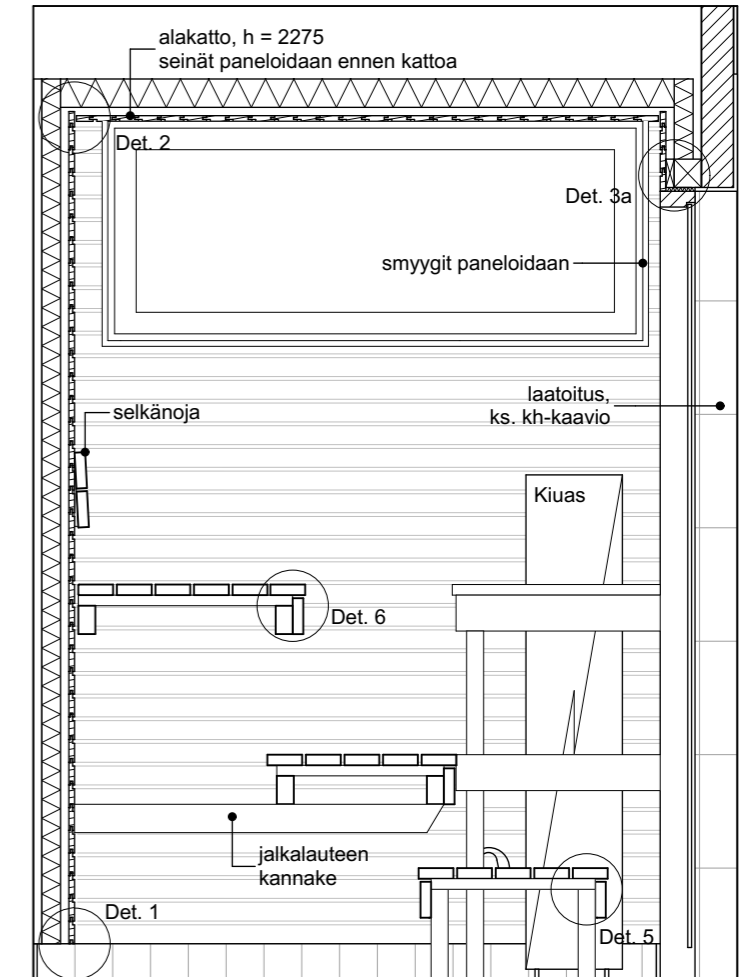 alakatto, h = 2275
seinät paneloidaan ennen kattoa
Det. 2
Det. 3a
smyygit paneloidaan
laatoitus,
ks. kh-kaavio
selkänoja
Kiuas
Det. 6
jalkalauteen
kannake
Det. 1
Det. 5